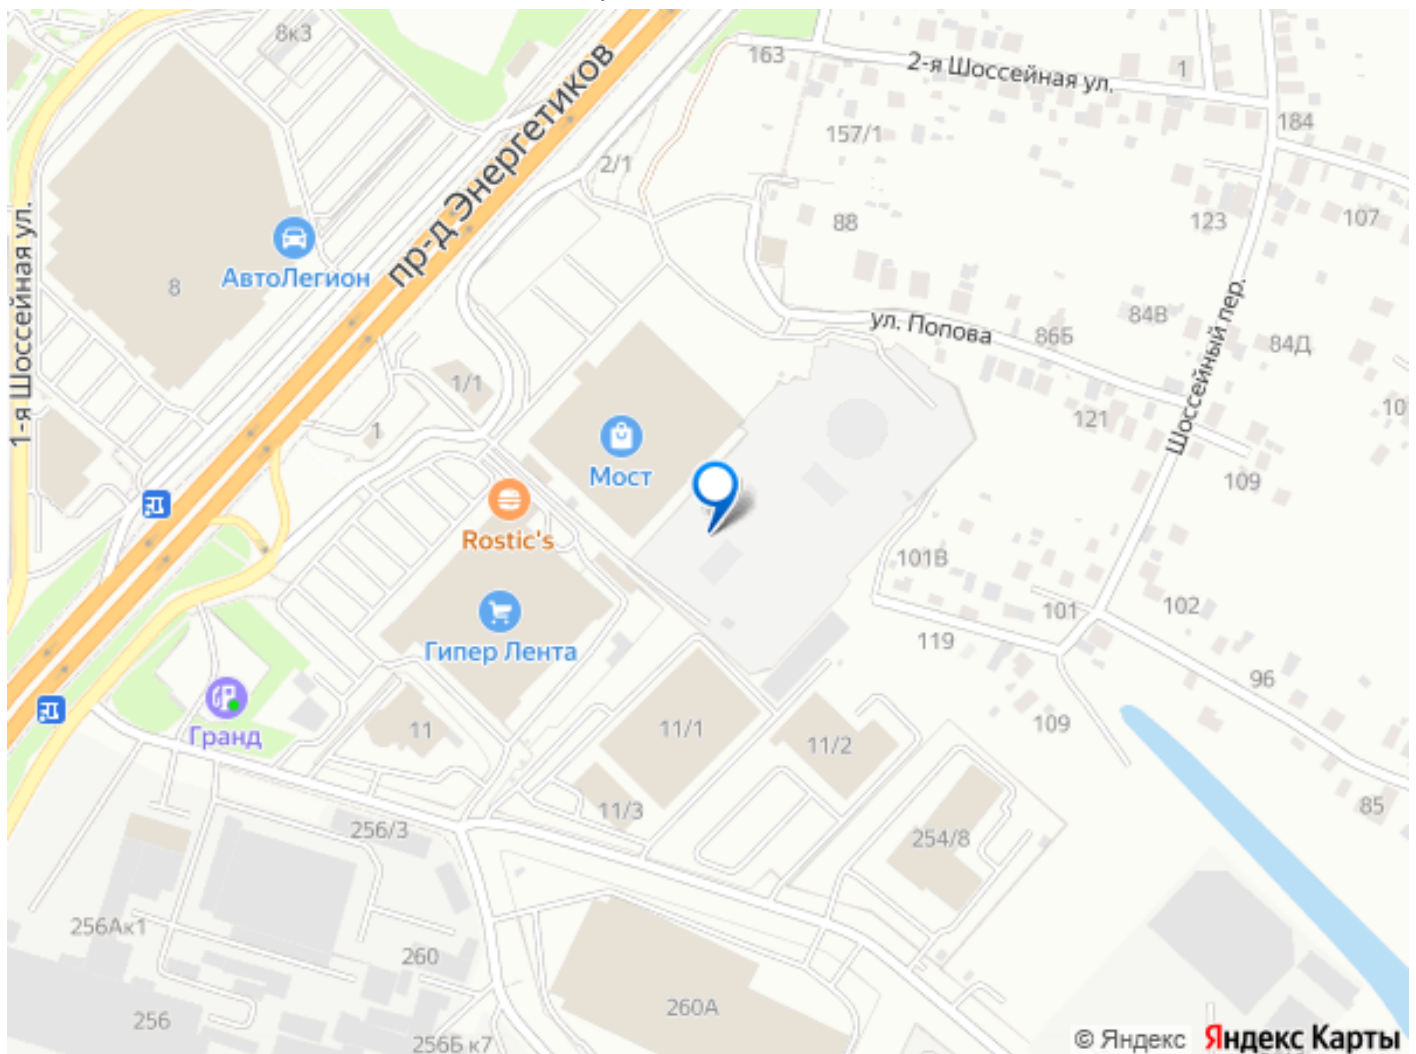 8к3
163
2-я Шоссейная ул.
1
184
157/1
2/1
пр-д Энергетиков
88
123
107
1-я Шоссейная ул.
8
АвтоЛегион
ул. Попова
86Б
84В
84Д
Шоссейный пер.
1/1
1
121
10
109
Мост
Rostic's
101В
101
102
119
96
109
Гипер Лента
Гранд
11
11/1
11/2
11/3
85
256/3
254/8
256Ак1
260
260А
256
256Б к7
© Яндекс Яндекс Карты